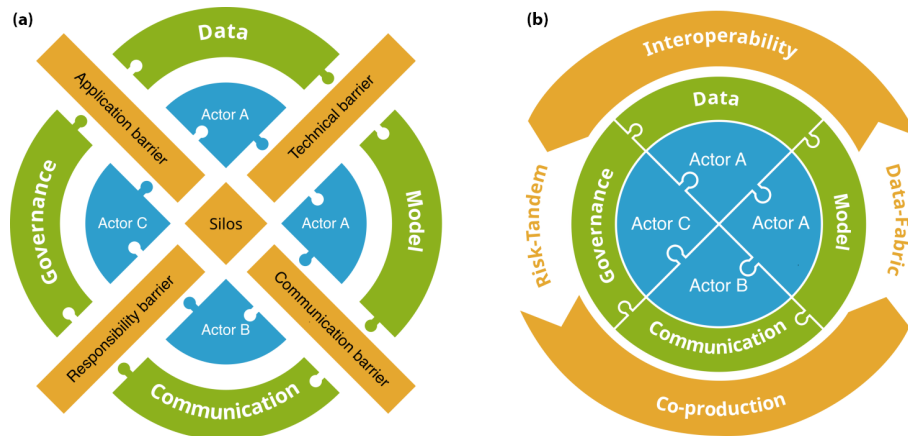 (a)
Data
Application barrier
Technical barrier
Actor A
Governance
Actor C
Silos
Actor A
Model
Responsibility barrier
Actor B
Communication barrier
Communication
(b)
Interoperability
Data
Risk-Tandem
Governance
Actor A
Actor C
Actor A
Actor B
Model
Data-Fabric
Communication
Co-production